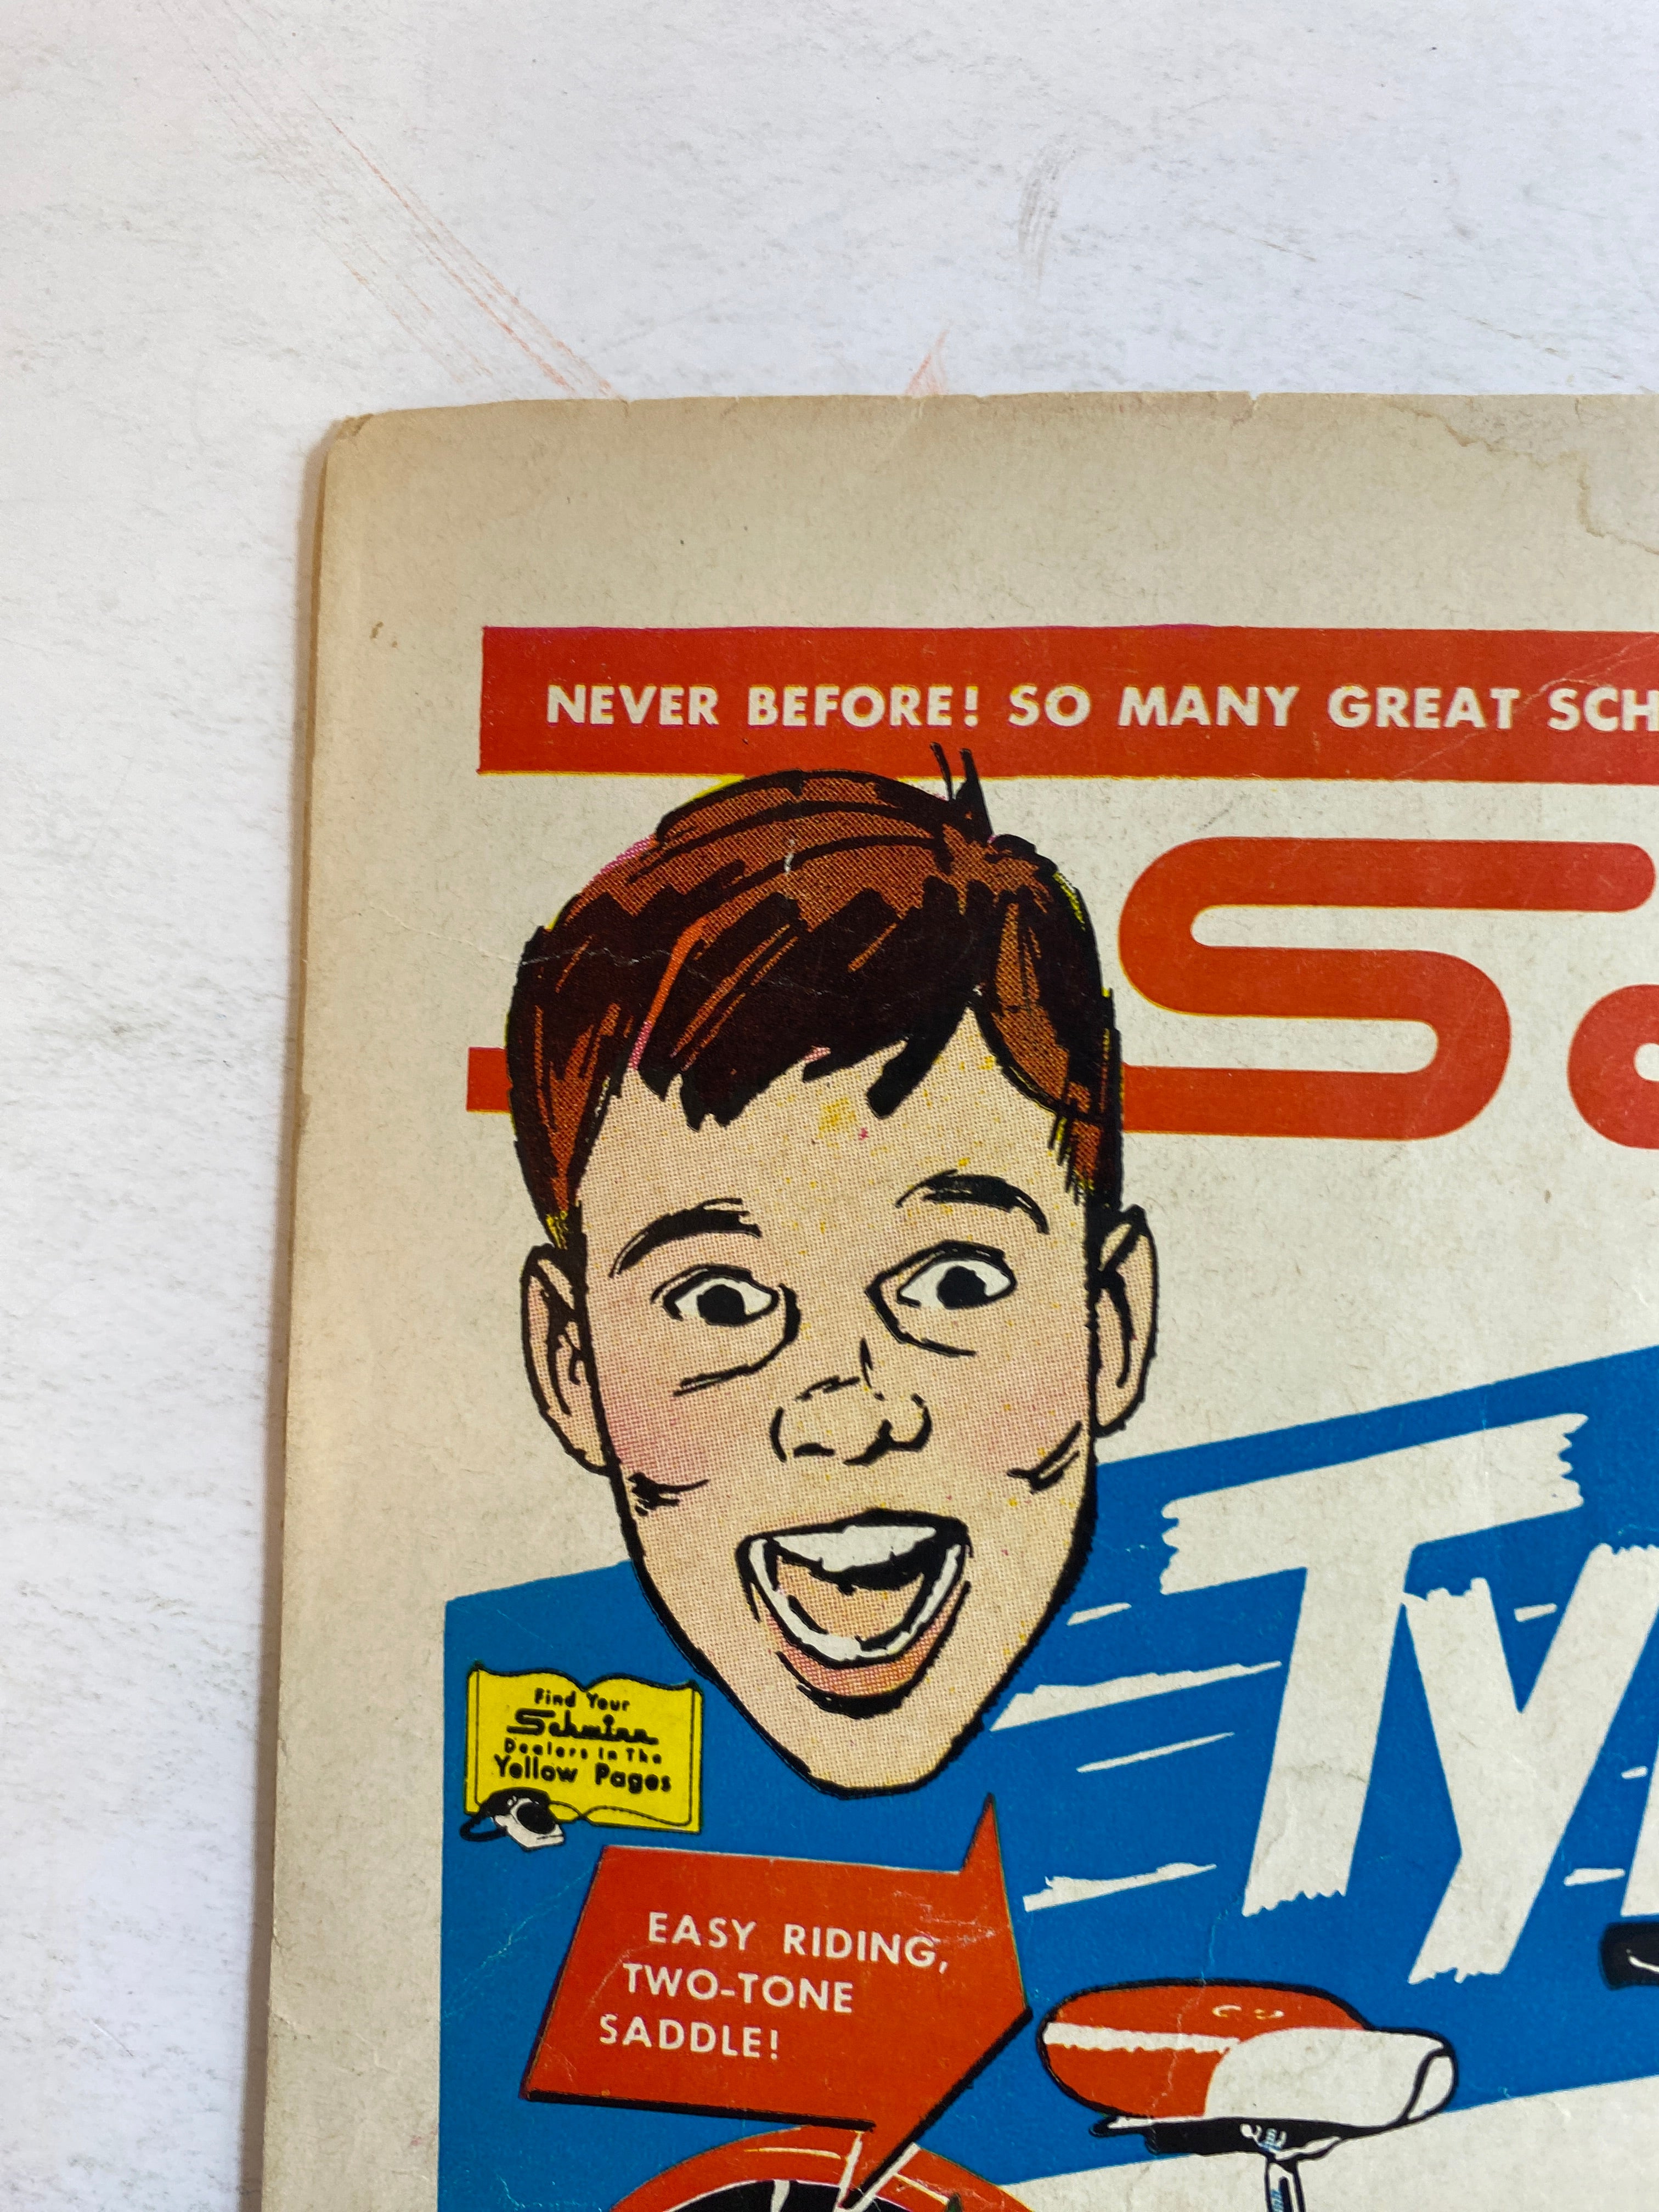 NEVER BEFORE! SO MANY GREAT SCH
S
Ty
Find Your
Schwinn
Dealers In The
Yellow Pages
EASY RIDING,
TWO-TONE
SADDLE!